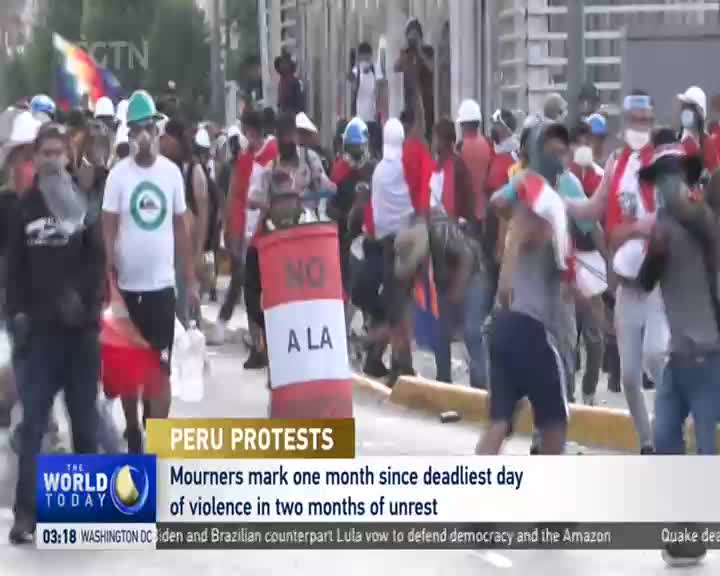 CGTN
NO
A LA
PERU PROTESTS
Mourners mark one month since deadliest day
of violence in two months of unrest
THE
WORLD
TODAY
03:18 WASHINGTON DC
Biden and Brazilian counterpart Lula vow to defend democracy and the Amazon Quake dea